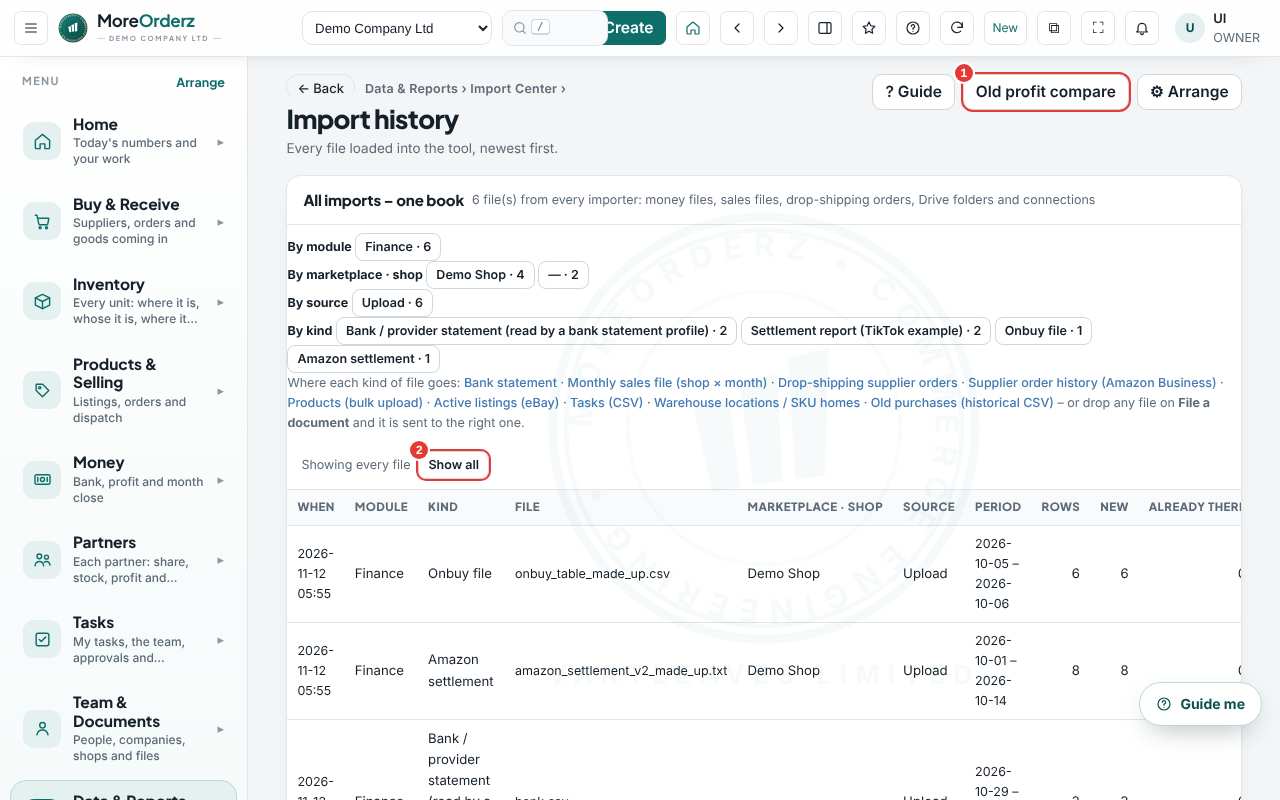 MoreOrderz
— DEMO COMPANY LTD —
Demo Company Ltd
/
Create
New
U
UI
OWNER
MENU
Arrange
Home
Today's numbers and
your work
Buy & Receive
Suppliers, orders and
goods coming in
Inventory
Every unit: where it is,
whose it is, where it...
Products &
Selling
Listings, orders and
dispatch
Money
Bank, profit and month
close
Partners
Each partner: share,
stock, profit and...
Tasks
My tasks, the team,
approvals and...
Team &
Documents
People, companies,
shops and files
Data & Reports
← Back
Data & Reports › Import Center ›
? Guide
1
Old profit compare
⚙ Arrange
Import history
Every file loaded into the tool, newest first.
All imports – one book 6 file(s) from every importer: money files, sales files, drop-shipping orders, Drive folders and connections
By module Finance · 6
By marketplace · shop Demo Shop · 4 — · 2
By source Upload · 6
By kind Bank / provider statement (read by a bank statement profile) · 2 Settlement report (TikTok example) · 2 Onbuy file · 1
Amazon settlement · 1
Where each kind of file goes: Bank statement · Monthly sales file (shop × month) · Drop-shipping supplier orders · Supplier order history (Amazon Business) ·
Products (bulk upload) · Active listings (eBay) · Tasks (CSV) · Warehouse locations / SKU homes · Old purchases (historical CSV) – or drop any file on File a
document and it is sent to the right one.
Showing every file
2
Show all
WHEN MODULE KIND FILE MARKETPLACE · SHOP SOURCE PERIOD ROWS NEW ALREADY
2026-
11-12
05:55
Finance
Onbuy file
onbuy_table_made_up.csv
Demo Shop
Upload
2026-
10-05 –
2026-
10-06
6
6
2026-
11-12
05:55
Finance
Amazon
settlement
amazon_settlement_v2_made_up.txt
Demo Shop
Upload
2026-
10-01 –
2026-
10-14
8
8
Bank /
provider
statement
2026-
2026-
10-29 –
Guide me
MOREORDERZ • COMMERCE ENGINEERING •